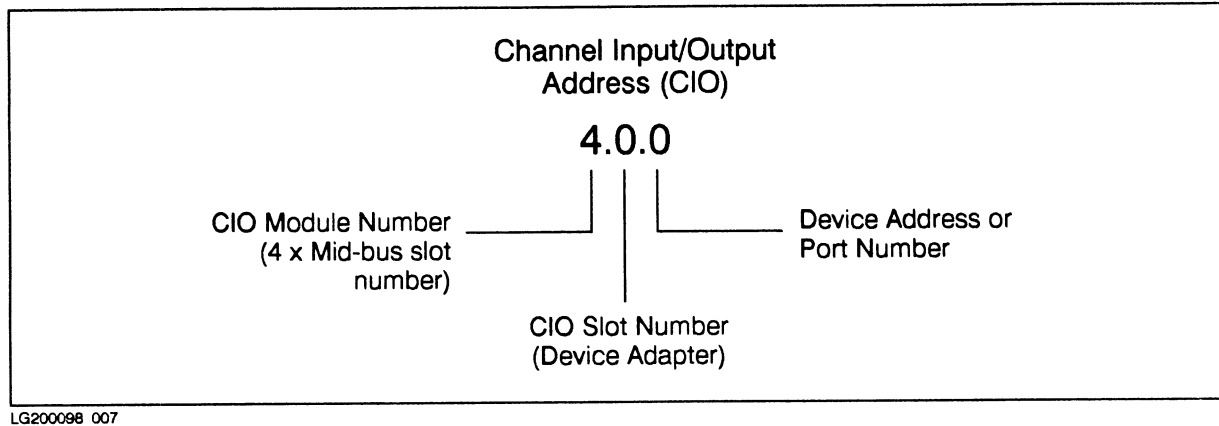 Channel Input/Output
Address (CIO)
4.0.0
CIO Module Number
(4 x Mid-bus slot
number)
Device Address or
Port Number
CIO Slot Number
(Device Adapter)
LG200098 007